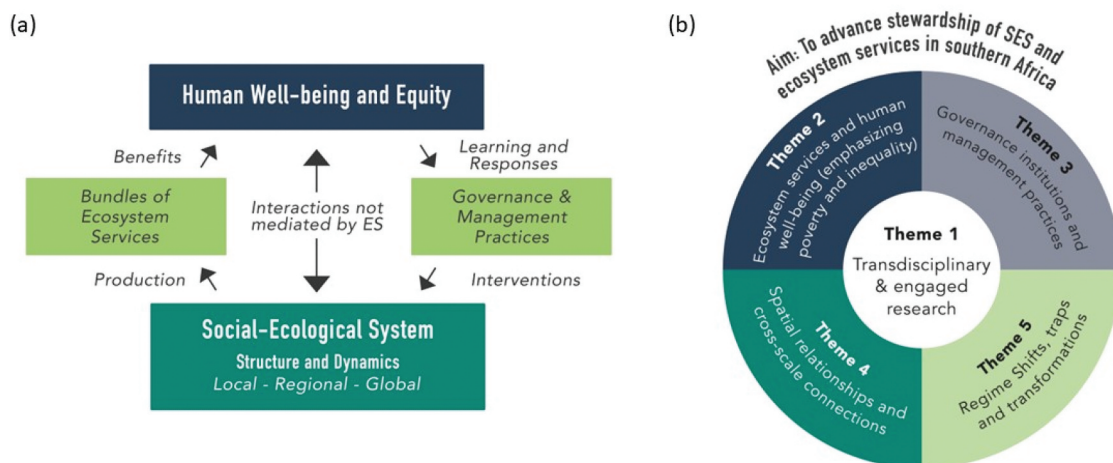 (a)
Human Well-being and Equity
Benefits
Learning and
Responses
Bundles of
Ecosystem
Services
Interactions not
mediated by ES
Governance &
Management
Practices
Production
Interventions
Social-Ecological System
Structure and Dynamics
Local - Regional - Global
(b)
Aim: To advance stewardship of SES and
ecosystem services in southern Africa
Theme 2
Ecosystem services and human
well-being (emphasizing
poverty and inequality)
Theme 3
Governance institutions and
management practices
Theme 1
Transdisciplinary
& engaged
research
Theme 4
Spatial relationships and
cross-scale connections
Theme 5
Regime Shifts, traps
and transformations